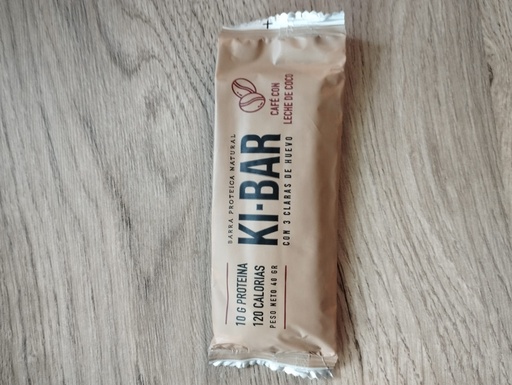 CAFÉ CON
LECHE DE COCO
BARRA PROTEICA NATURAL
KI-BAR
CON 3 CLARAS DE HUEVO
10 G PROTEINA
120 CALORIAS
PESO NETO 40 GR